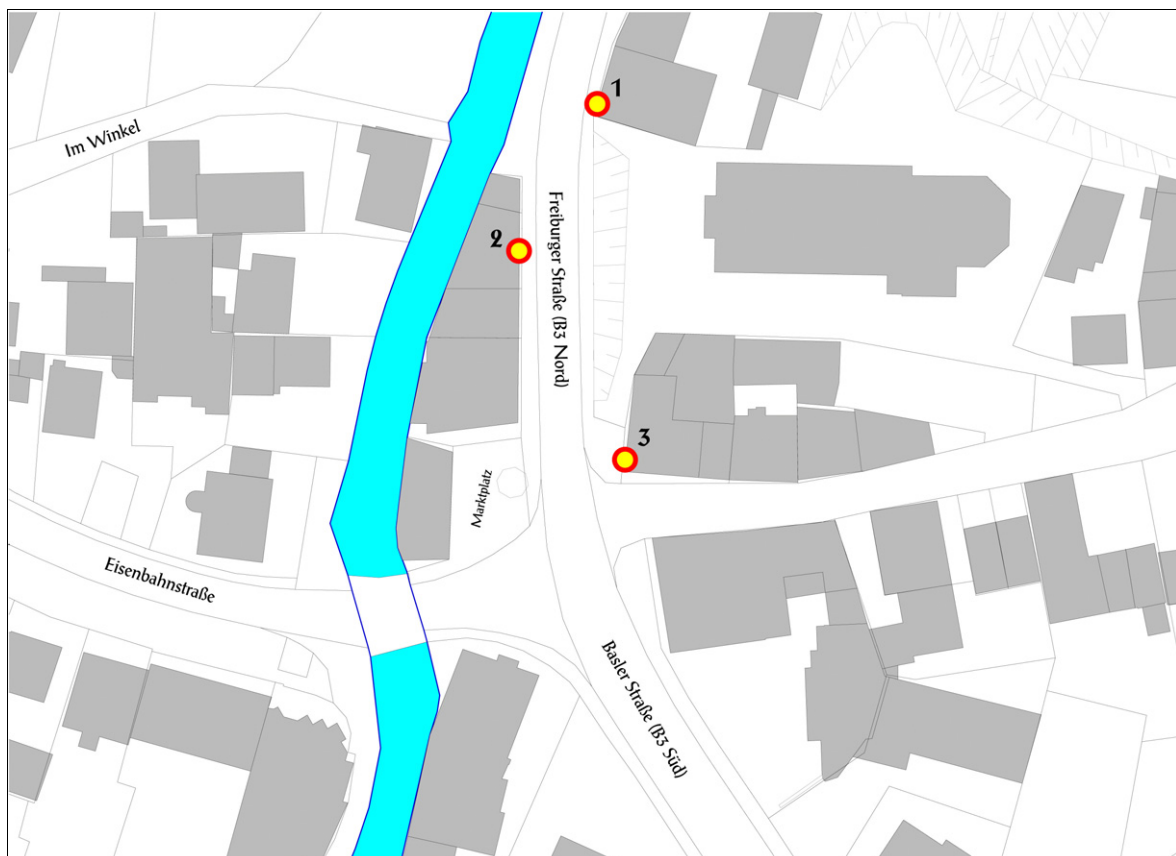 1
Im Winkel
2
Freiburger Straße (B3 Nord)
3
Marktplatz
Eisenbahnstraße
Basler Straße (B3 Süd)